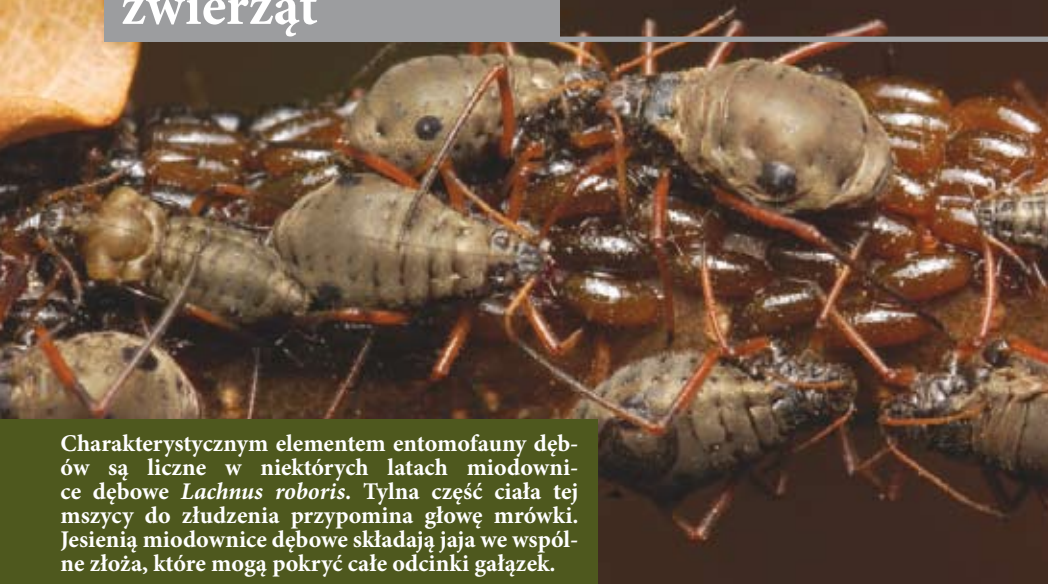 zwierząt
Charakterystycznym elementem entomofauny dęb-
ów są liczne w niektórych latach miodowni-
ce dębowe Lachnus roboris. Tylna część ciała tej
mszycy do złudzenia przypomina głowę mrówki.
Jesienią miodownice dębowe składają jaja we wspól-
ne złoża, które mogą pokryć całe odcinki gałązek.